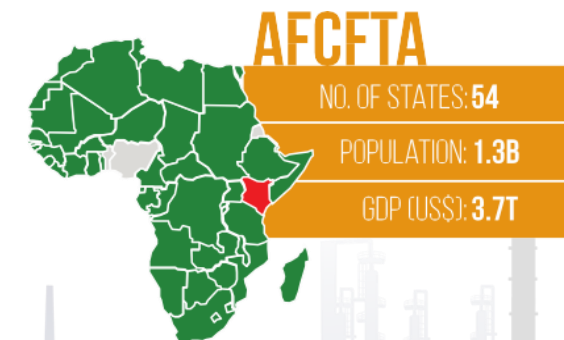 AFCFTA
NO. OF STATES: 54
POPULATION: 1.3B
GDP (US$): 3.7T